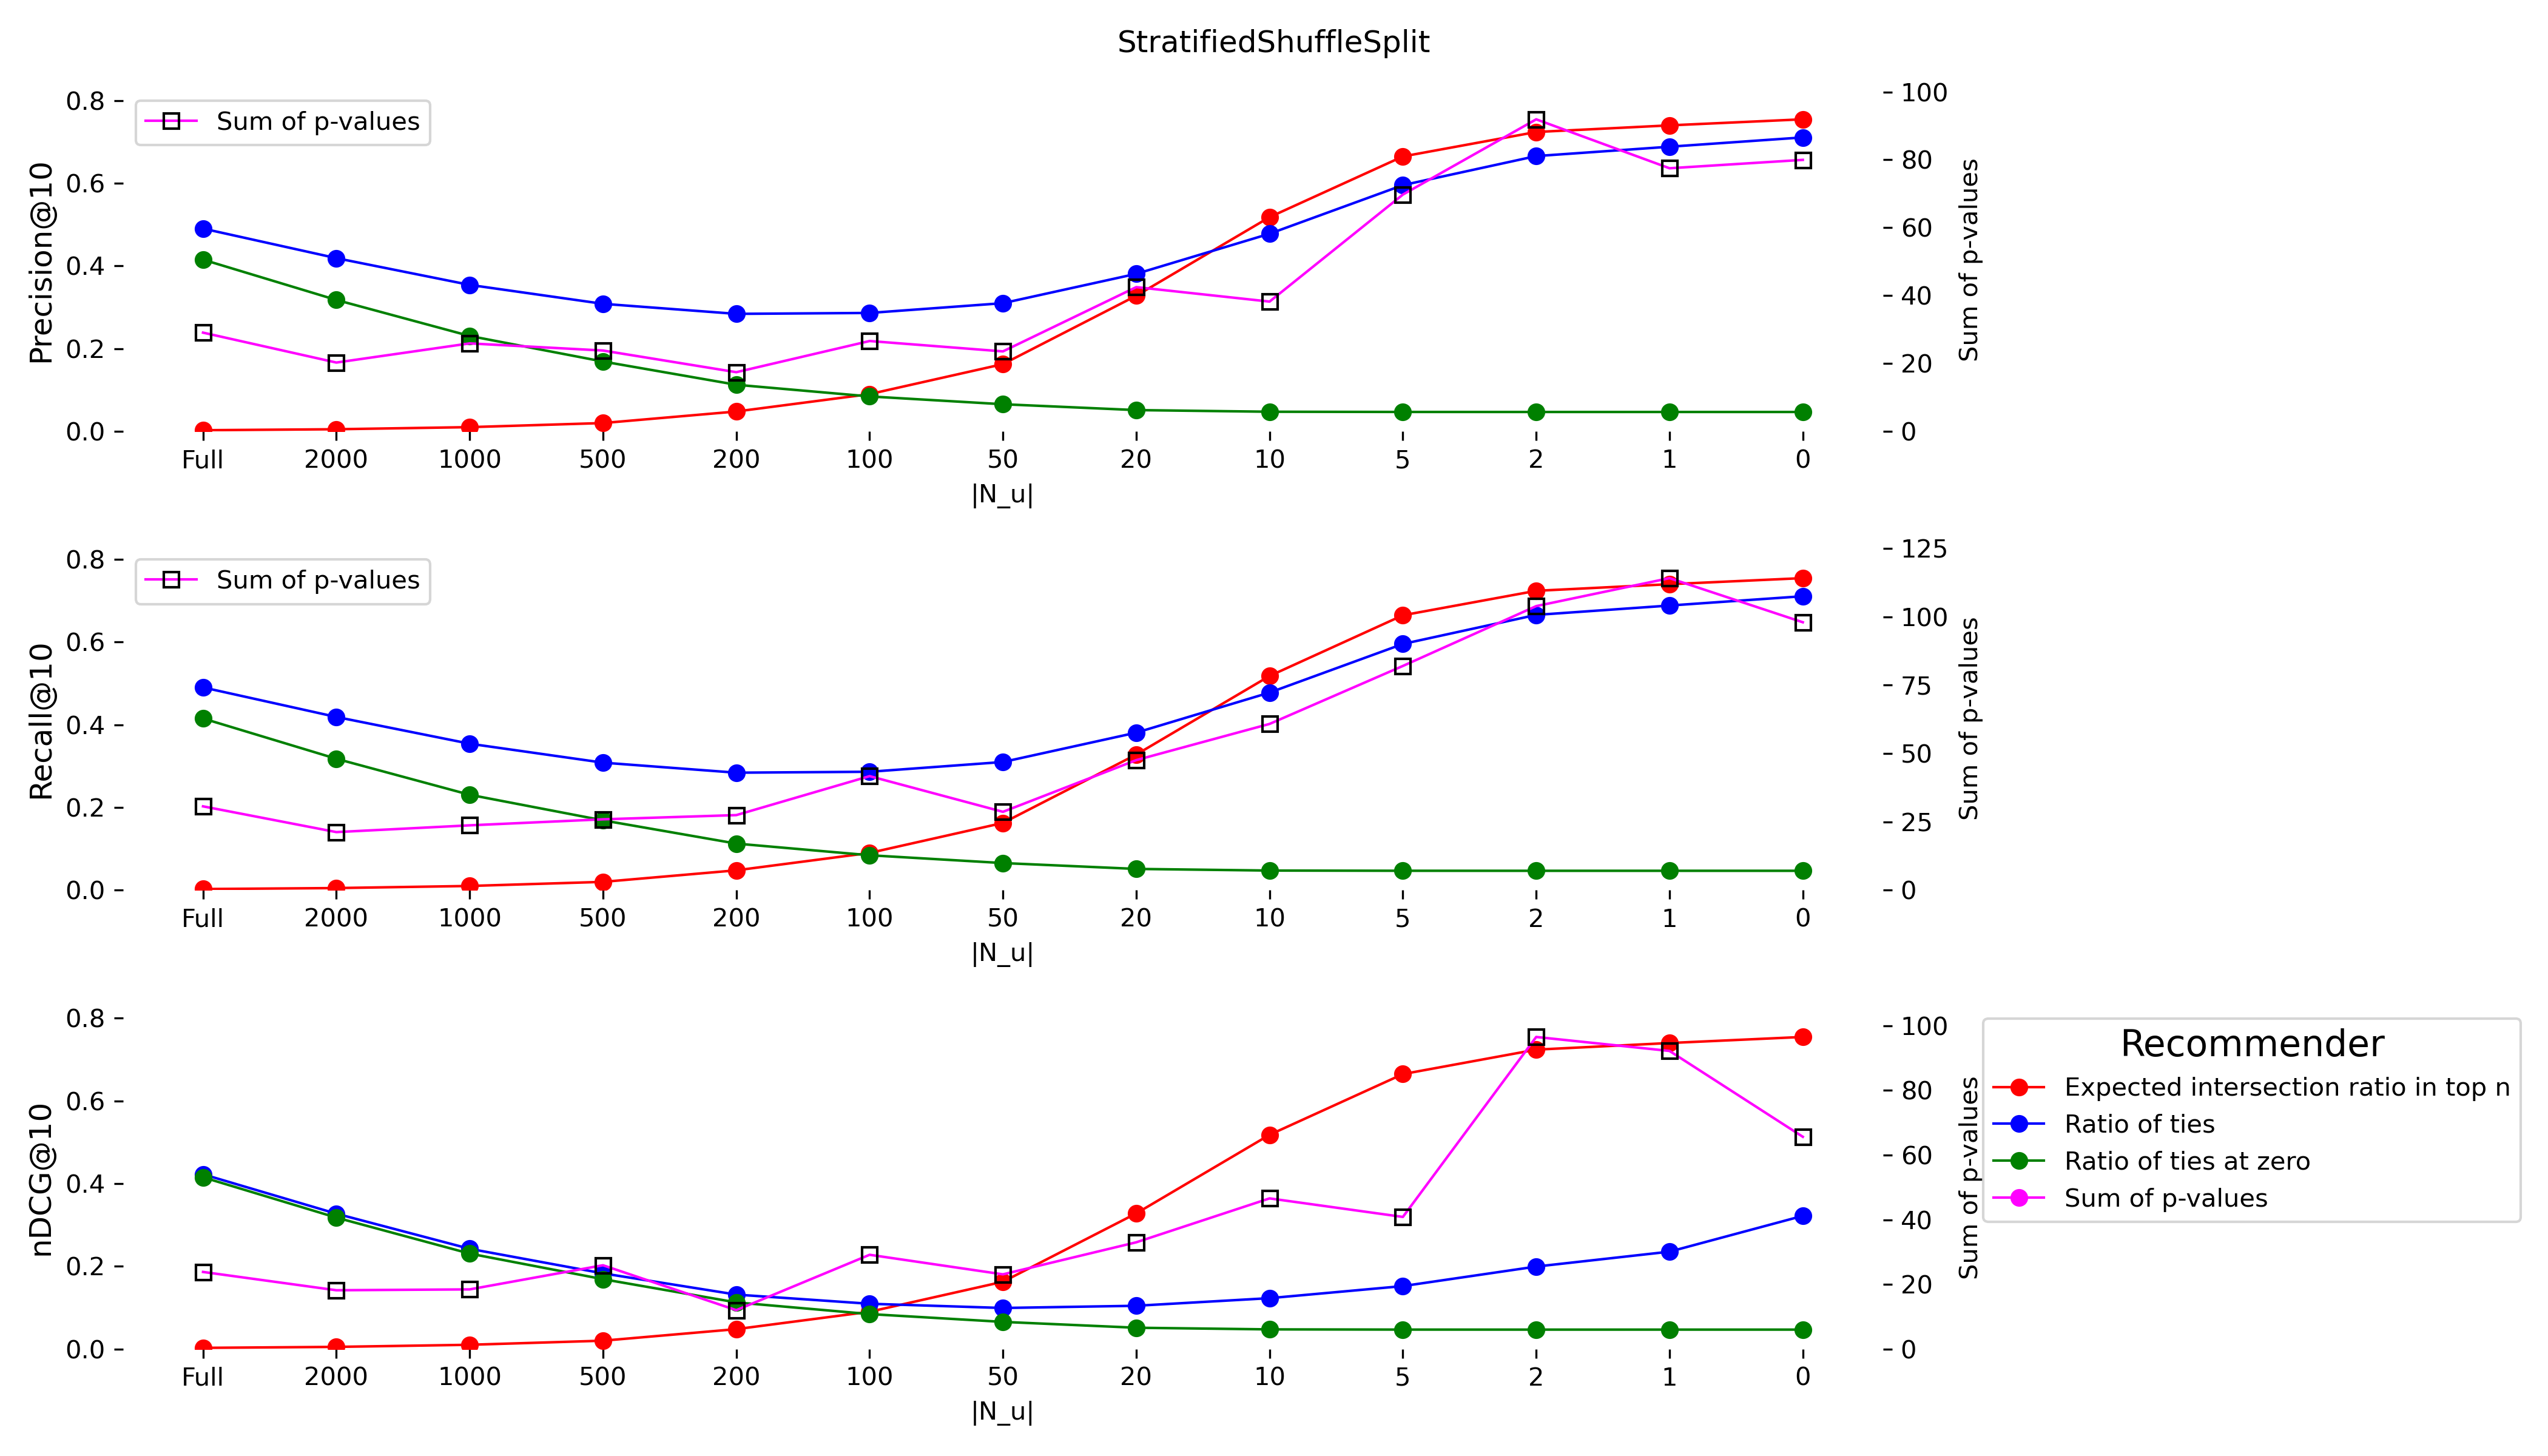 StratifiedShuffleSplit
Sum of p-values
Precision@10
0.8
0.6
0.4
0.2
0.0
100
80
60
40
20
0
Sum of p-values
Full 2000 1000 500 200 100 50 20 10 5 2 1 0
|N_u|
Sum of p-values
Recall@10
0.8
0.6
0.4
0.2
0.0
125
100
75
50
25
0
Sum of p-values
Full 2000 1000 500 200 100 50 20 10 5 2 1 0
|N_u|
nDCG@10
0.8
0.6
0.4
0.2
0.0
100
80
60
40
20
0
Sum of p-values
Full 2000 1000 500 200 100 50 20 10 5 2 1 0
|N_u|
Recommender
Expected intersection ratio in top n
Ratio of ties
Ratio of ties at zero
Sum of p-values